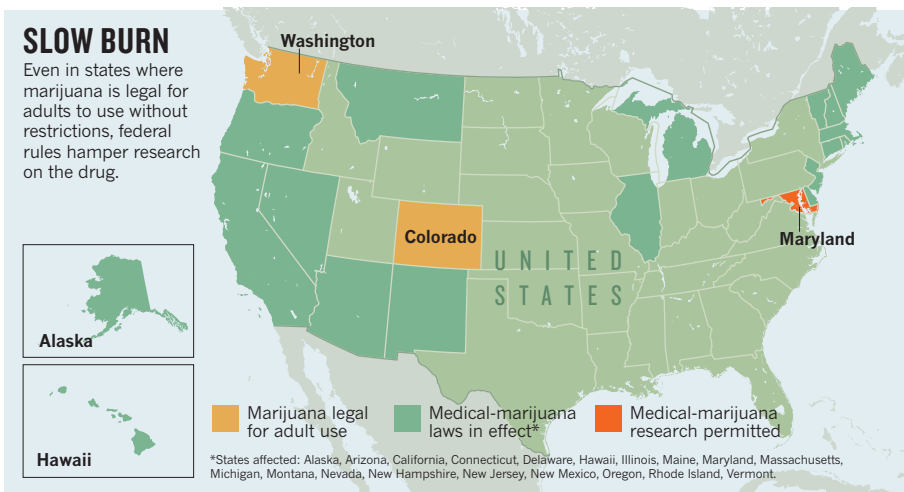 SLOW BURN
Even in states where
marijuana is legal for
adults to use without
restrictions, federal
rules hamper research
on the drug.
Washington
Colorado
UNITED
STATES
Maryland
Alaska
Hawaii
Marijuana legal
for adult use
Medical-marijuana
laws in effect*
Medical-marijuana
research permitted
*States affected: Alaska, Arizona, California, Connecticut, Delaware, Hawaii, Illinois, Maine, Maryland, Massachusetts,
Michigan, Montana, Nevada, New Hampshire, New Jersey, New Mexico, Oregon, Rhode Island, Vermont.